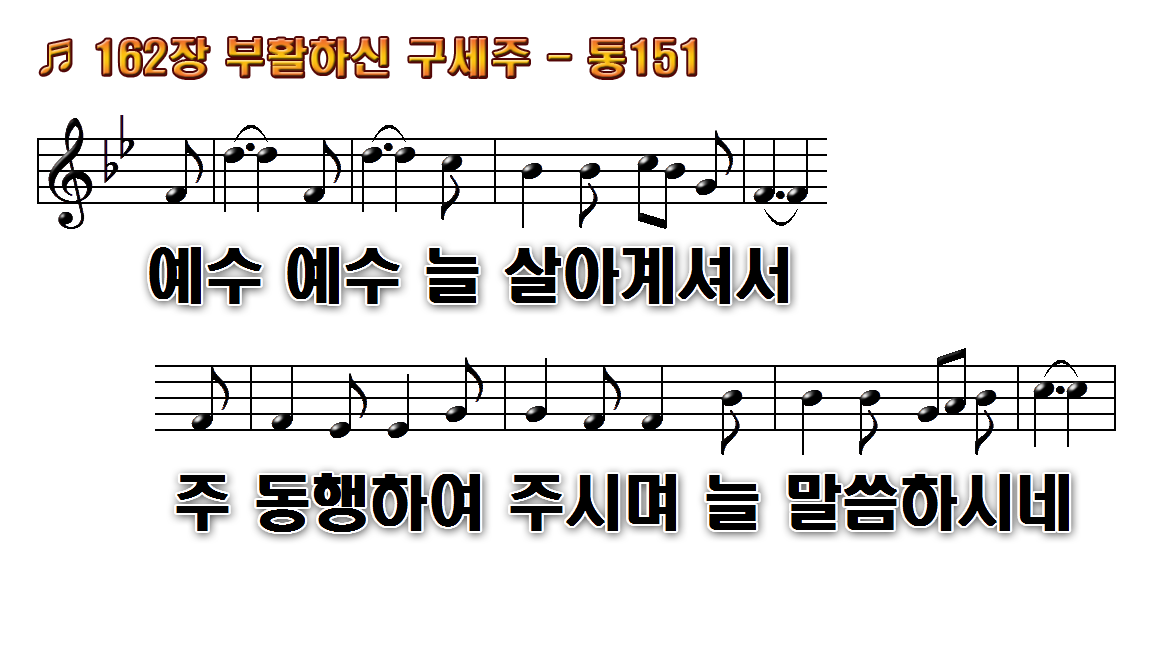 162장 부활하신 구세주 - 통151
예수 예수 늘 살아계셔서
주 동행하여 주시며 늘 말씀하시네